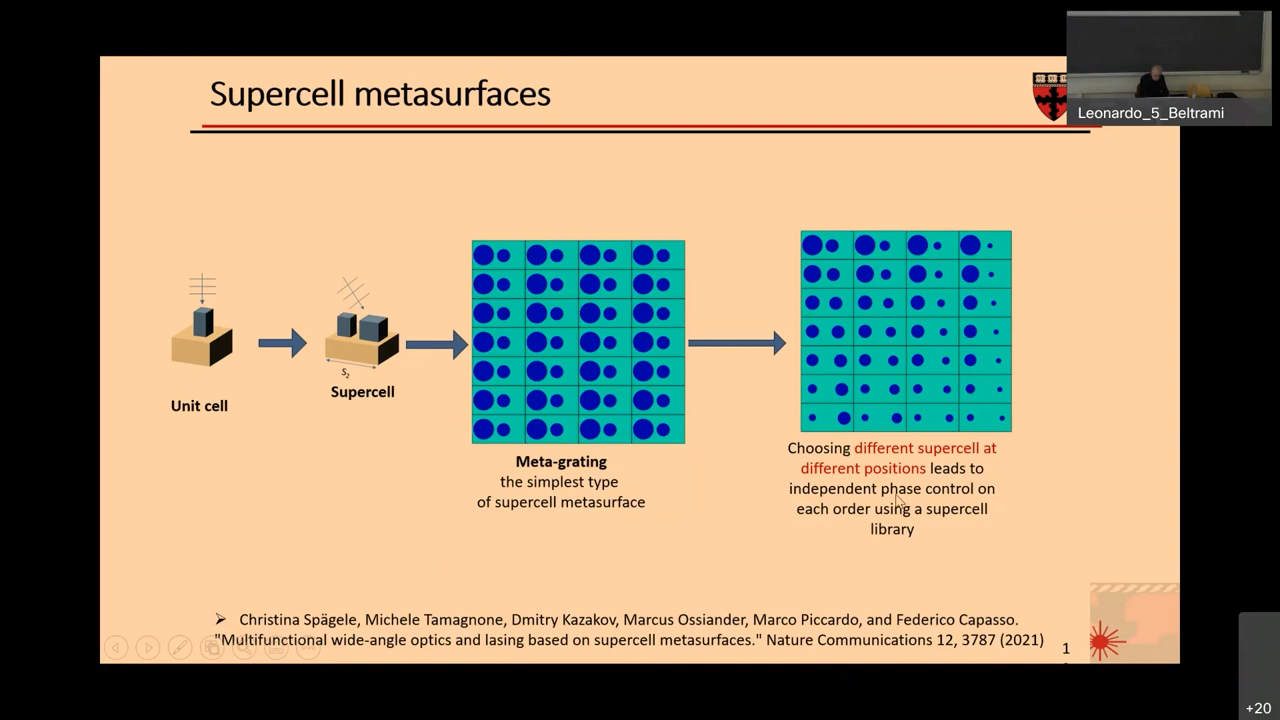 Supercell metasurfaces
Leonardo_5_Beltrami
S2
Unit cell
Supercell
Meta-grating
the simplest type
of supercell metasurface
Choosing different supercell at
different positions leads to
independent phase control on
each order using a supercell
library
➢ Christina Spägele, Michele Tamagnone, Dmitry Kazakov, Marcus Ossiander, Marco Piccardo, and Federico Capasso.
"Multifunctional wide-angle optics and lasing based on supercell metasurfaces." Nature Communications 12, 3787 (2021)
1
+20